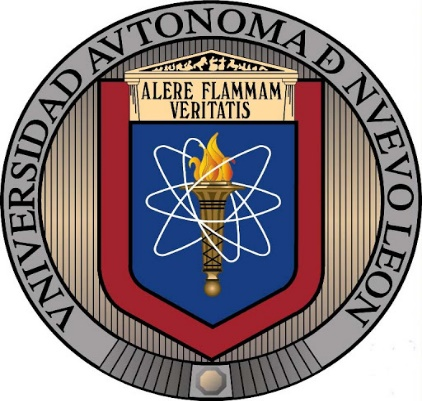 VNIVERSIDAD AVTONOMA Đ NVEVO LEON
ALERE FLAMMAM
VERITATIS